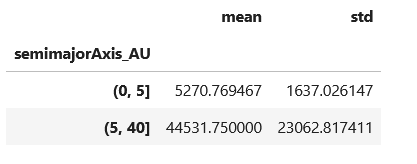 mean std
semimajorAxis_AU
(0, 5] 5270.769467 1637.026147
(5, 40] 44531.750000 23062.817411